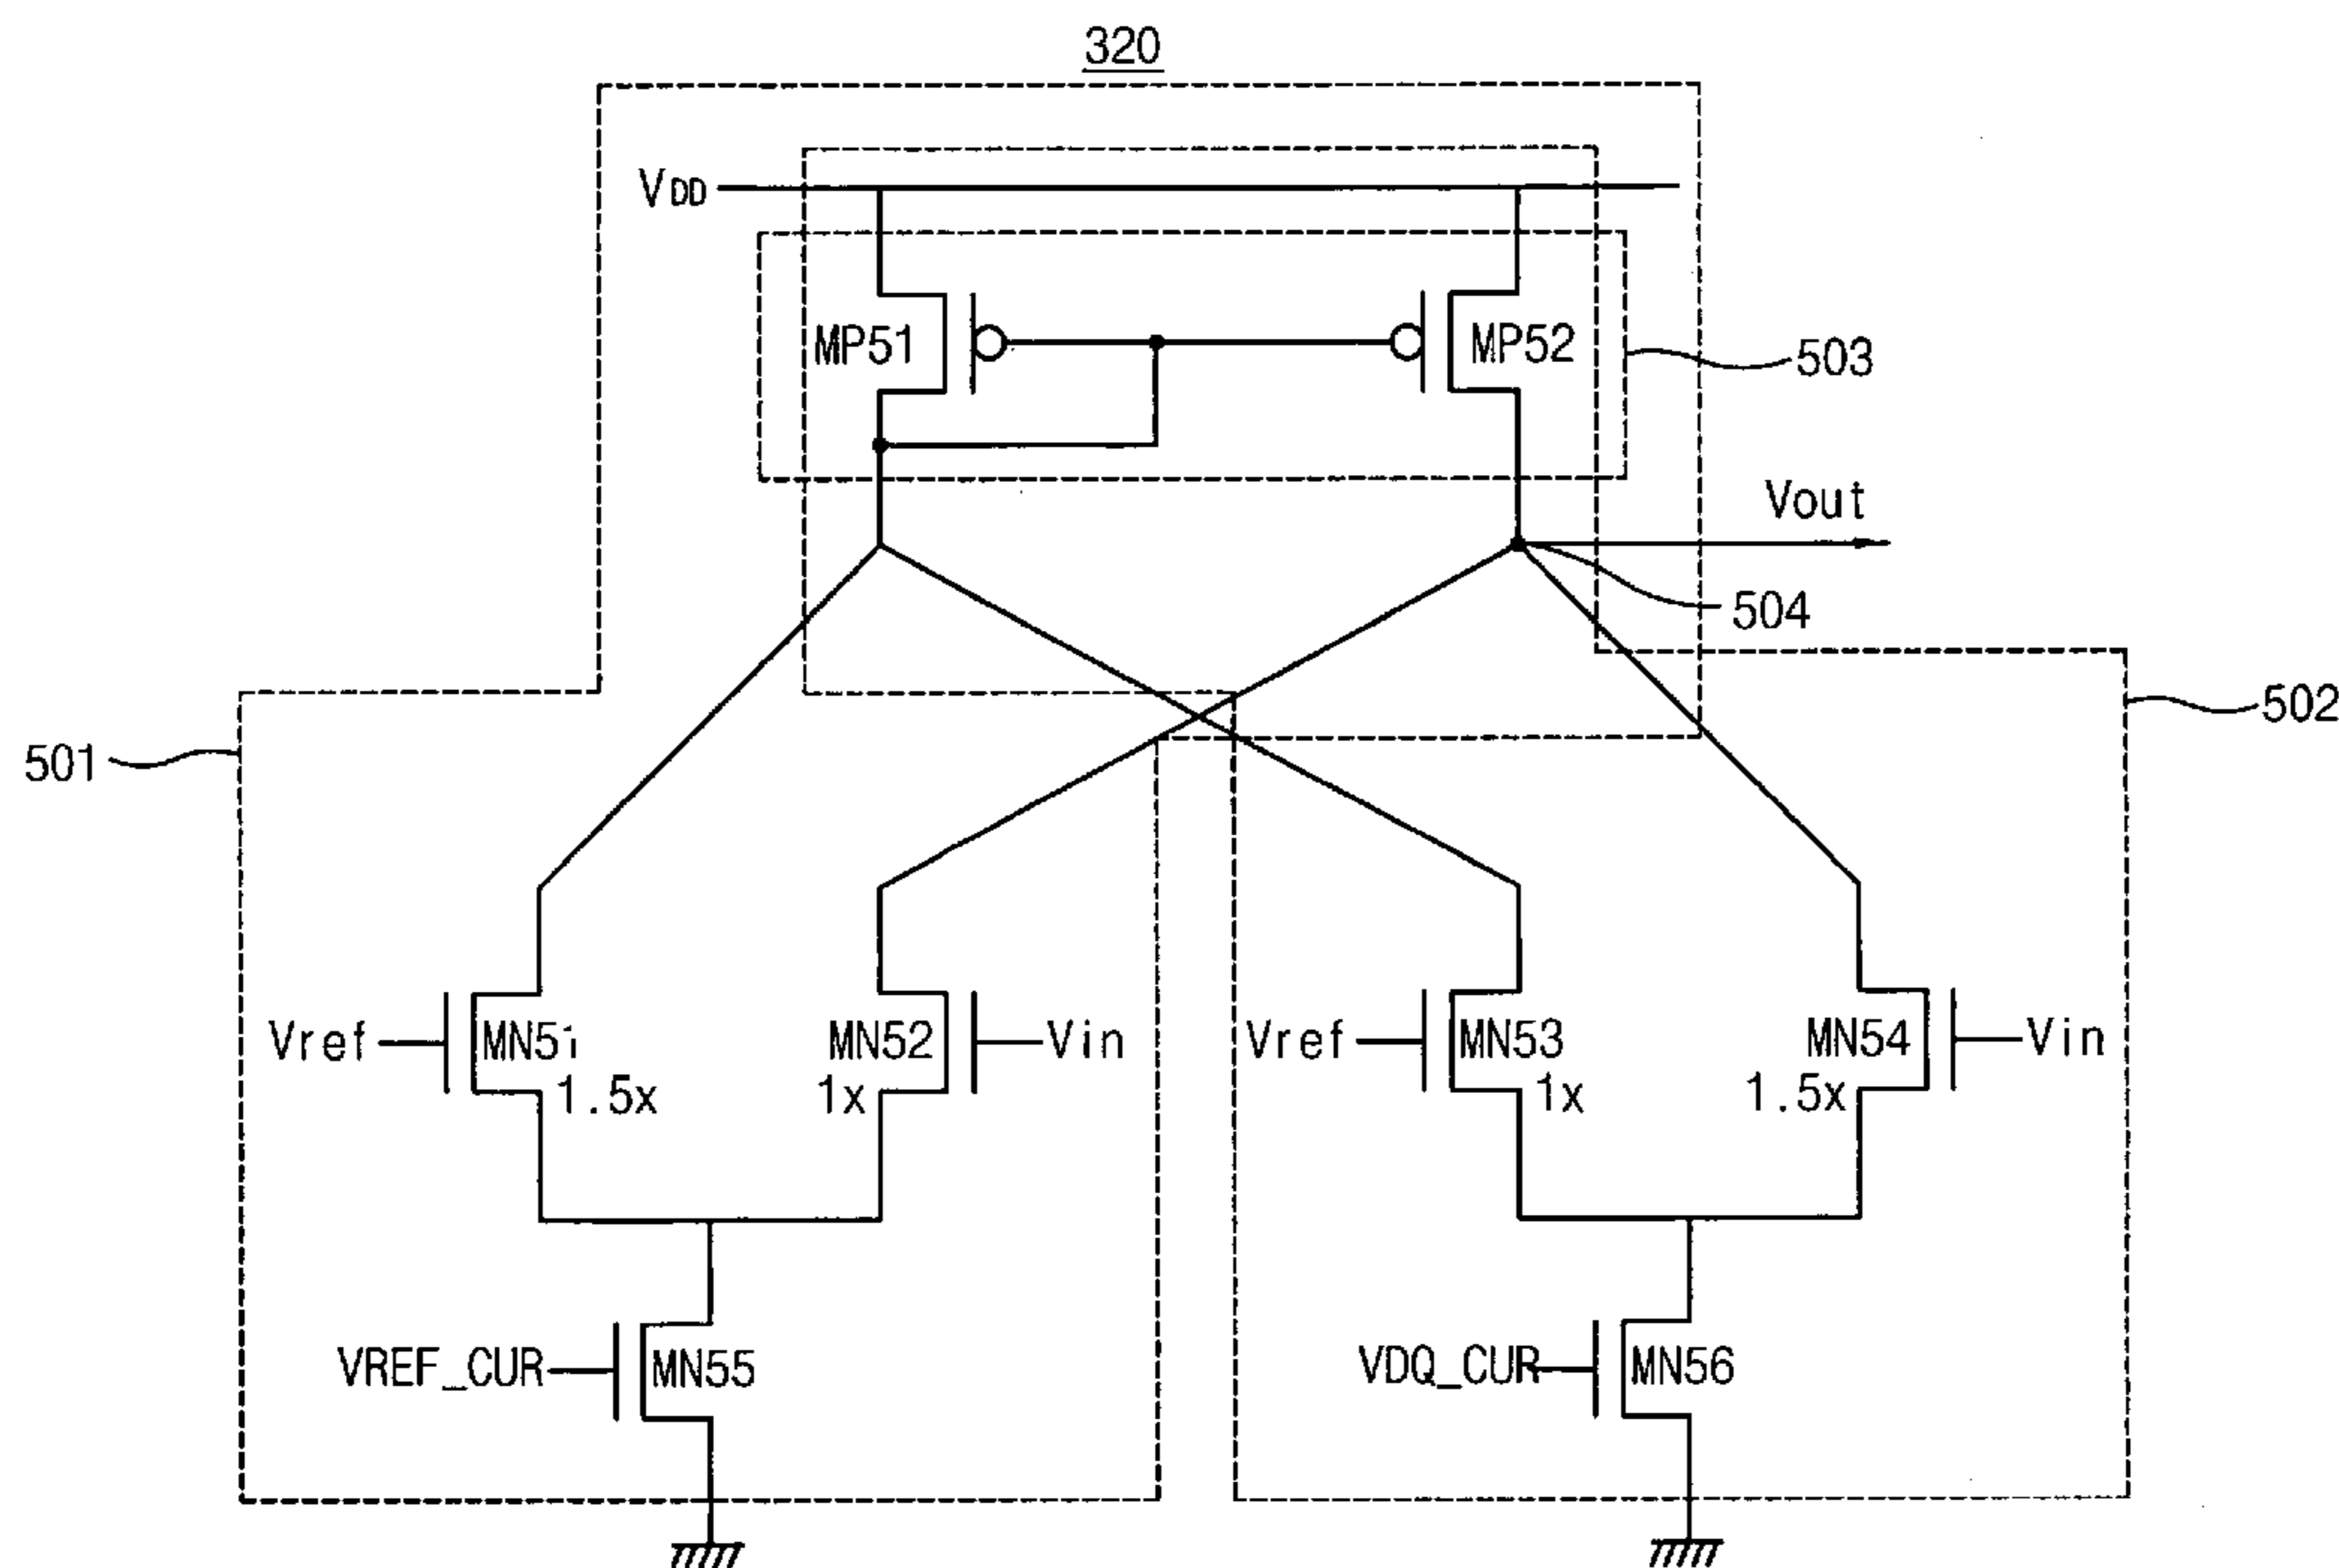 320
VDD
MP51
MP52
503
Vout
504
502
501
Vref
MN51
1.5x
MN52
1x
Vin
Vref
MN53
1x
MN54
1.5x
Vin
VREF_CUR
MN55
VDQ_CUR
MN56